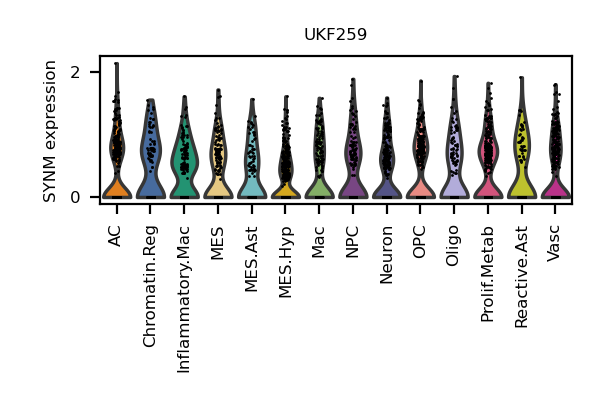 UKF259
SYNM expression
2
0
AC
Chromatin.Reg
Inflammatory.Mac
MES
MES.Ast
MES.Hyp
Mac
NPC
Neuron
OPC
Oligo
Prolif.Metab
Reactive.Ast
Vasc